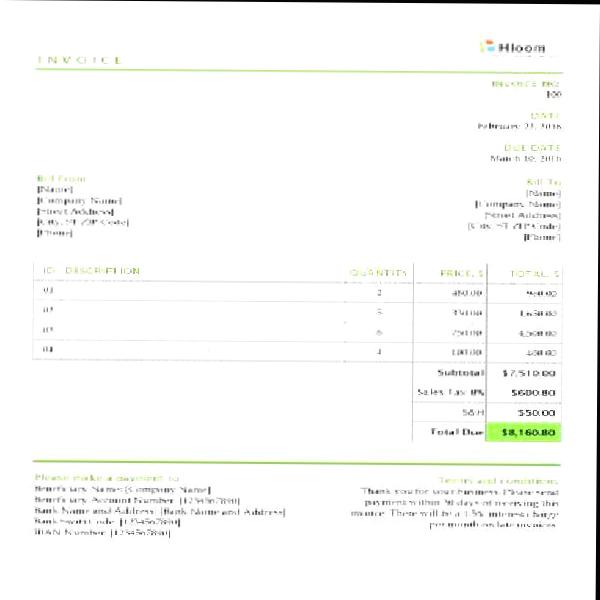 Hloom
INVOICE
INVOICE NO.
100
DATE
February 2016
DUE DATE
March 10, 2016
Bill From
[Name]
[Company Name]
[Street Address]
[City, ST ZIP Code]
[Phone]
Bill To
[Name]
[Company Name]
[Street Address]
[City, ST ZIP Code]
[Phone]
ID DESCRIPTION QUANTITY PRICE, $ TOTAL, $
01 2 480.00 960.00
02 5 330.00 1,650.00
03 6 750.00 4,500.00
04 4 100.00 400.00
Subtotal $7,510.00
Sales Tax 8% $600.80
S&H $50.00
Total Due $8,160.80
Please make a payment to
Beneficiary Name: [Company Name]
Beneficiary Account Number: [1234567890]
Bank Name and Address: [Bank Name and Address]
Bank Swift Code: [1234567890]
IBAN Number: [1234567890]
Terms and conditions
Thank you for your business. Please send
payment within 30 days of receiving this
invoice. There will be a 1.5% interest charge
per month on late invoices.